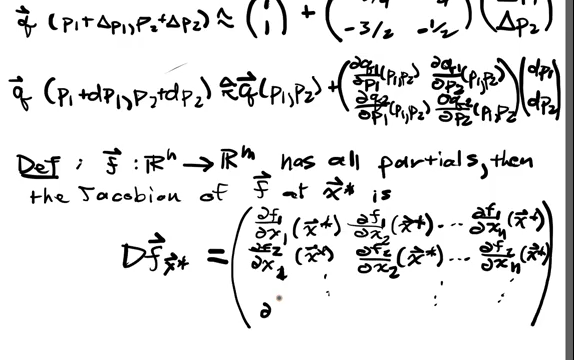 q⃗ (p₁+Δp₁, p₂+Δp₂) ≈ (1 1) + ( -3/2 -1/2 ) ( Δp₂ )
q⃗ (p₁+dp₁, p₂+dp₂) ≈ q⃗(p₁,p₂) + ( ∂q₁/∂p₁(p₁,p₂) ∂q₁/∂p₂(p₁,p₂) ∂q₂/∂p₁(p₁,p₂) ∂q₂/∂p₂(p₁,p₂) ) ( dp₁ dp₂ )
Def : f⃗ : ℝⁿ → ℝᵐ has all partials, then
the Jacobian of f⃗ at x⃗* is
Df⃗x⃗* = ( ∂f₁/∂x₁ (x⃗*) ∂f₁/∂x₂ (x⃗*) ... ∂f₁/∂xₙ (x⃗*)
∂f₂/∂x₁ (x⃗*) ∂f₂/∂x₂ (x⃗*) ... ∂f₂/∂xₙ (x⃗*)
⋮ ⋮ ⋮
∂ )